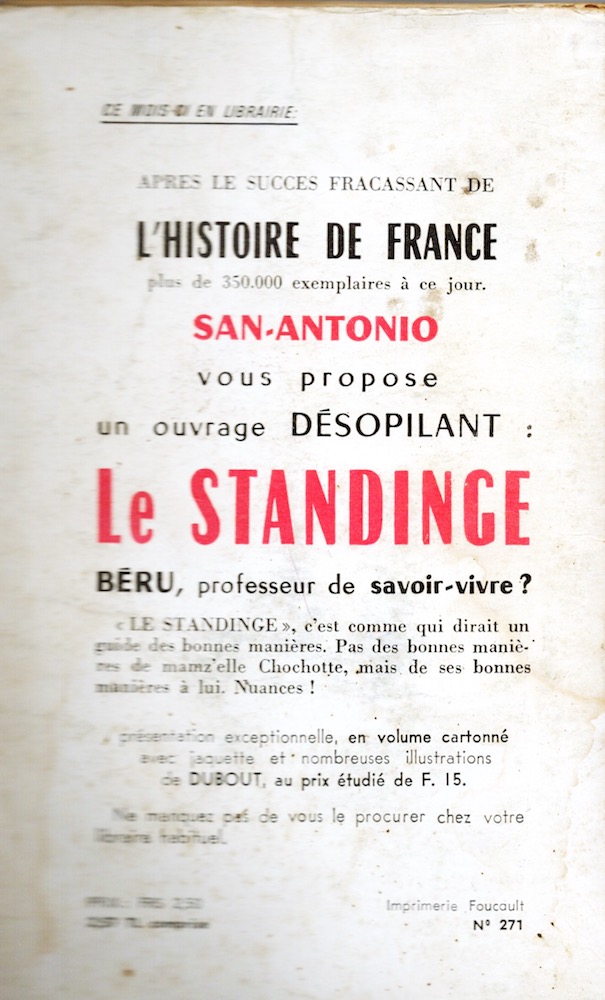 CE MOIS-CI EN LIBRAIRIE:
APRES LE SUCCES FRACASSANT DE
L'HISTOIRE DE FRANCE
plus de 350.000 exemplaires à ce jour.
SAN-ANTONIO
vous propose
un ouvrage DÉSOPILANT :
Le STANDINGE
BÉRU, professeur de savoir-vivre ?
« LE STANDINGE », c'est comme qui dirait un
guide des bonnes manières. Pas des bonnes maniè-
res de mamz'elle Chochotte, mais de ses bonnes
manières à lui. Nuances !
présentation exceptionnelle, en volume cartonné
avec jaquette et nombreuses illustrations
de DUBOUT, au prix étudié de F. 15.
Ne manquez pas de vous le procurer chez votre
libraire habituel.
2,50
TL comprise
Imprimerie Foucault
N° 271